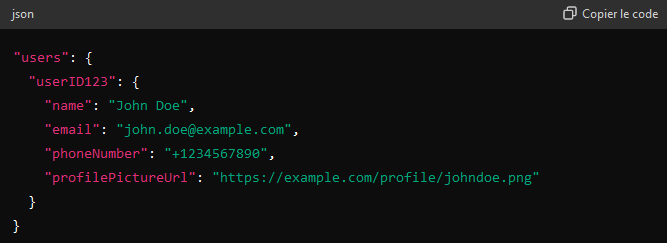 json Copier le code
"users": {
"userID123": {
"name": "John Doe",
"email": "john.doe@example.com",
"phoneNumber": "+1234567890",
"profilePictureUrl": "https://example.com/profile/johndoe.png"
}
}